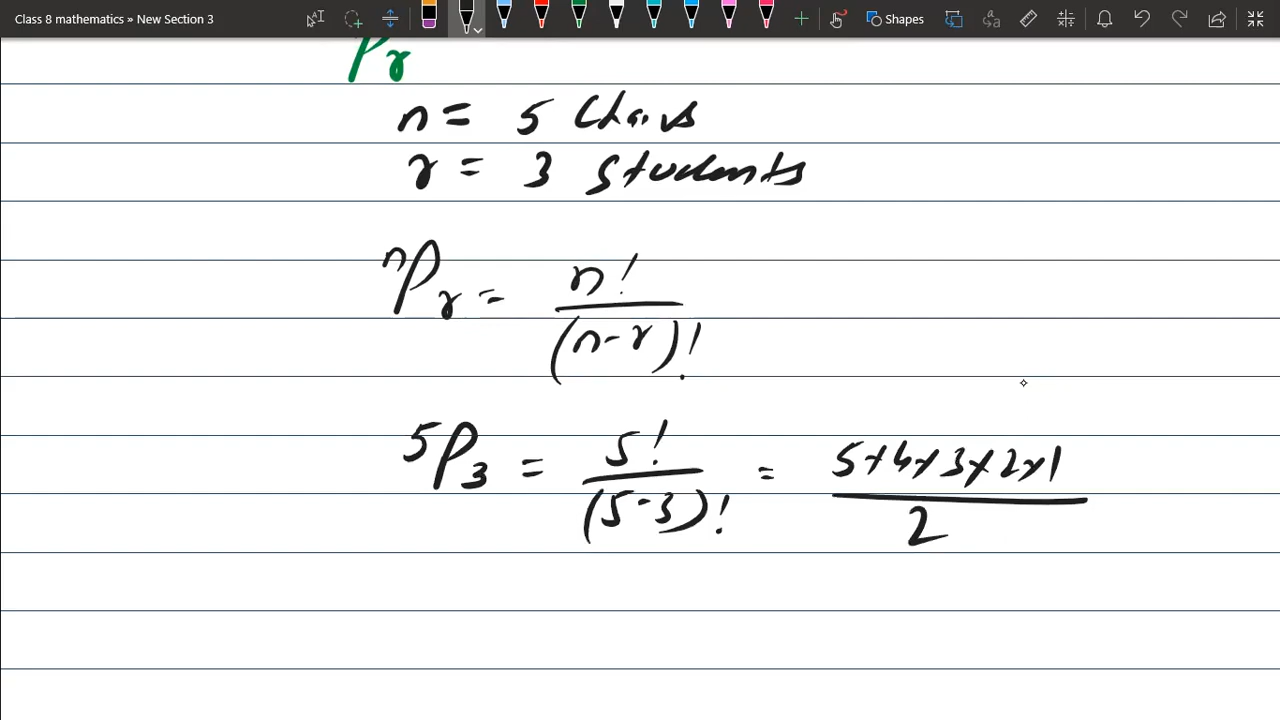 Class 8 mathematics » New Section 3
Shapes
Pr
n = 5 Chairs
r = 3 students
nPr = n! / (n-r)!
5P3 = 5! / (5-3)! = 5×4×3×2×1 / 2